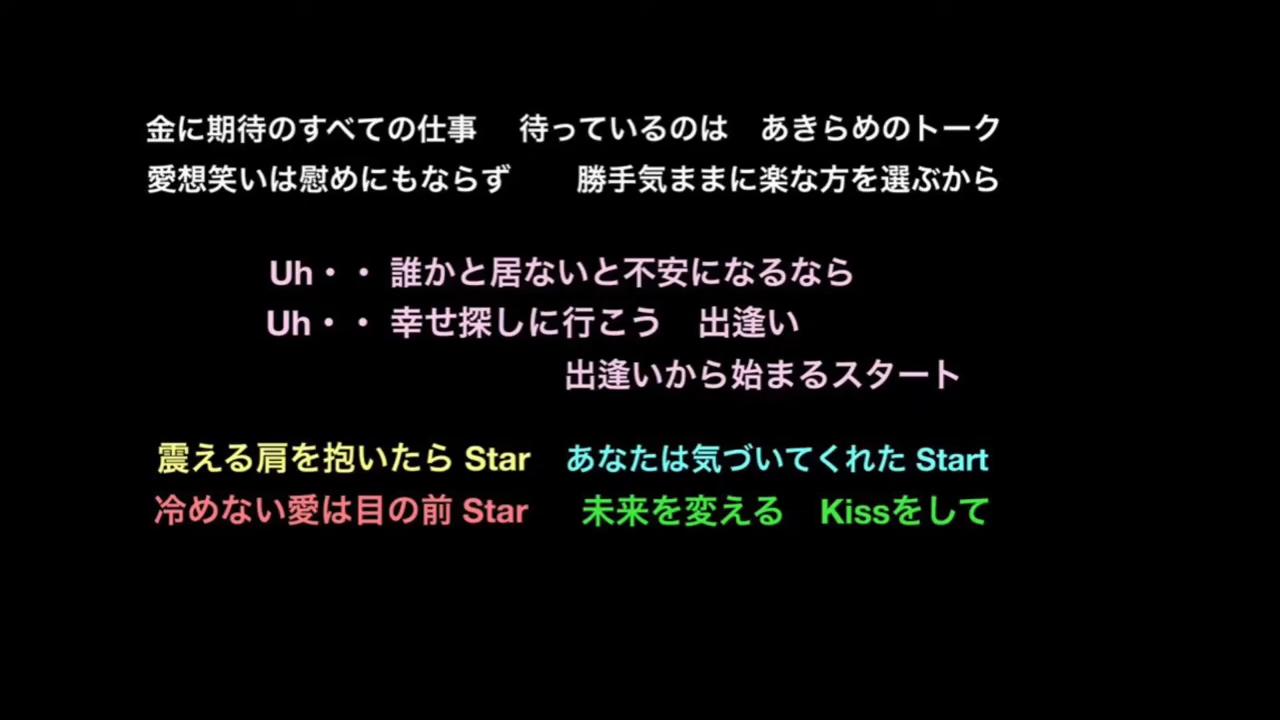 金に期待のすべての仕事　待っているのは　あきらめのトーク
愛想笑いは慰めにもならず　　勝手気ままに楽な方を選ぶから
Uh・・ 誰かと居ないと不安になるなら
Uh・・ 幸せ探しに行こう　出逢い
出逢いから始まるスタート
震える肩を抱いたら Star　あなたは気づいてくれた Start
冷めない愛は目の前 Star　未来を変える　Kissをして